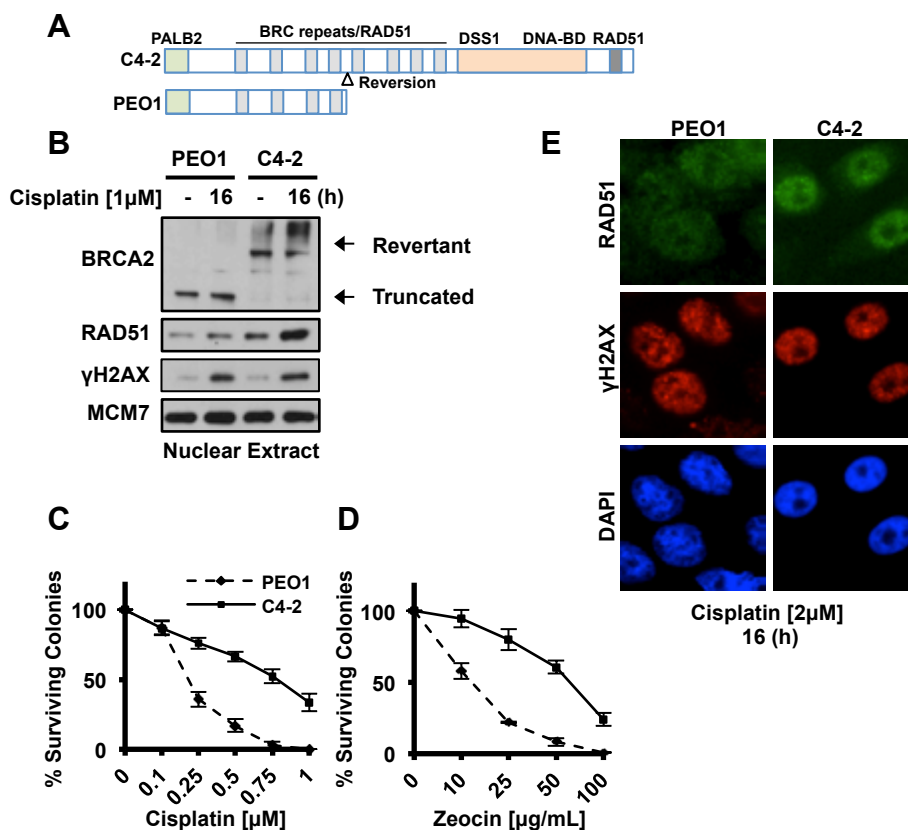 A
PALB2 BRC repeats/RAD51 DSS1 DNA-BD RAD51
C4-2
Reversion
PEO1
B
PEO1 C4-2
Cisplatin [1µM] - 16 - 16 (h)
BRCA2
Revertant
Truncated
RAD51
γH2AX
MCM7
Nuclear Extract
C
PEO1
C4-2
% Surviving Colonies
100
50
0
0 0.1 0.25 0.5 0.75 1
Cisplatin [µM]
D
% Surviving Colonies
100
50
0
0 10 25 50 100
Zeocin [µg/mL]
E
PEO1 C4-2
RAD51
γH2AX
DAPI
Cisplatin [2µM]
16 (h)